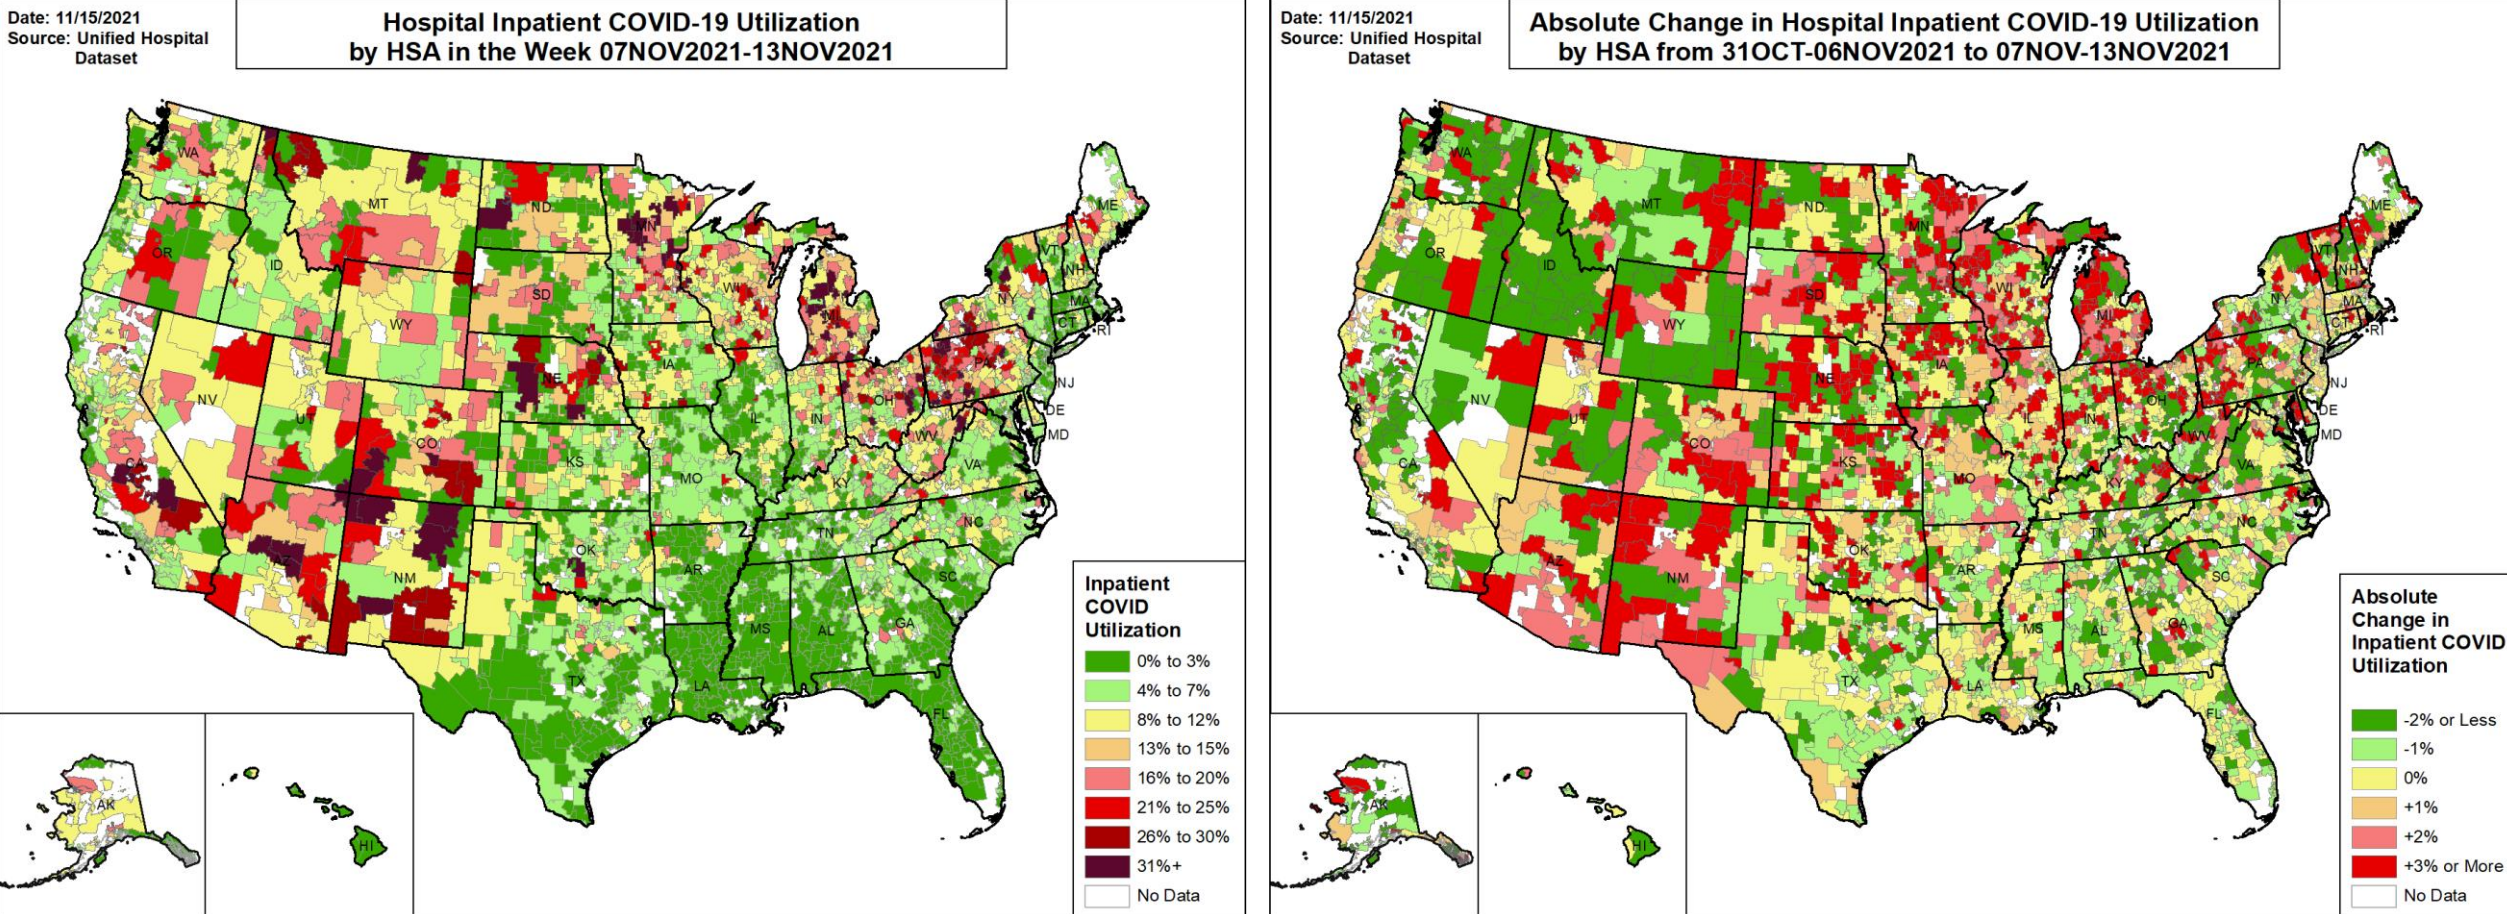 Date: 11/15/2021
Source: Unified Hospital
Dataset
Hospital Inpatient COVID-19 Utilization
by HSA in the Week 07NOV2021-13NOV2021
WA
MT
ND
MN
ME
OR
ID
SD
WI
MI
NY
VT
NH
MA
CT
RI
WY
IA
NE
PA
NJ
NV
UT
CO
IL
IN
OH
DE
MD
WV
CA
KS
MO
KY
VA
AZ
NM
OK
AR
TN
NC
SC
MS
AL
GA
TX
LA
FL
AK
HI
Inpatient
COVID
Utilization
0% to 3%
4% to 7%
8% to 12%
13% to 15%
16% to 20%
21% to 25%
26% to 30%
31%+
No Data
Date: 11/15/2021
Source: Unified Hospital
Dataset
Absolute Change in Hospital Inpatient COVID-19 Utilization
by HSA from 31OCT-06NOV2021 to 07NOV-13NOV2021
WA
MT
ND
MN
ME
OR
ID
SD
WI
MI
NY
VT
NH
MA
CT
RI
WY
IA
NE
PA
NJ
NV
UT
CO
IL
IN
OH
DE
MD
WV
CA
KS
MO
KY
VA
AZ
NM
OK
AR
TN
NC
SC
MS
AL
GA
TX
LA
FL
AK
HI
Absolute
Change in
Inpatient COVID
Utilization
-2% or Less
-1%
0%
+1%
+2%
+3% or More
No Data